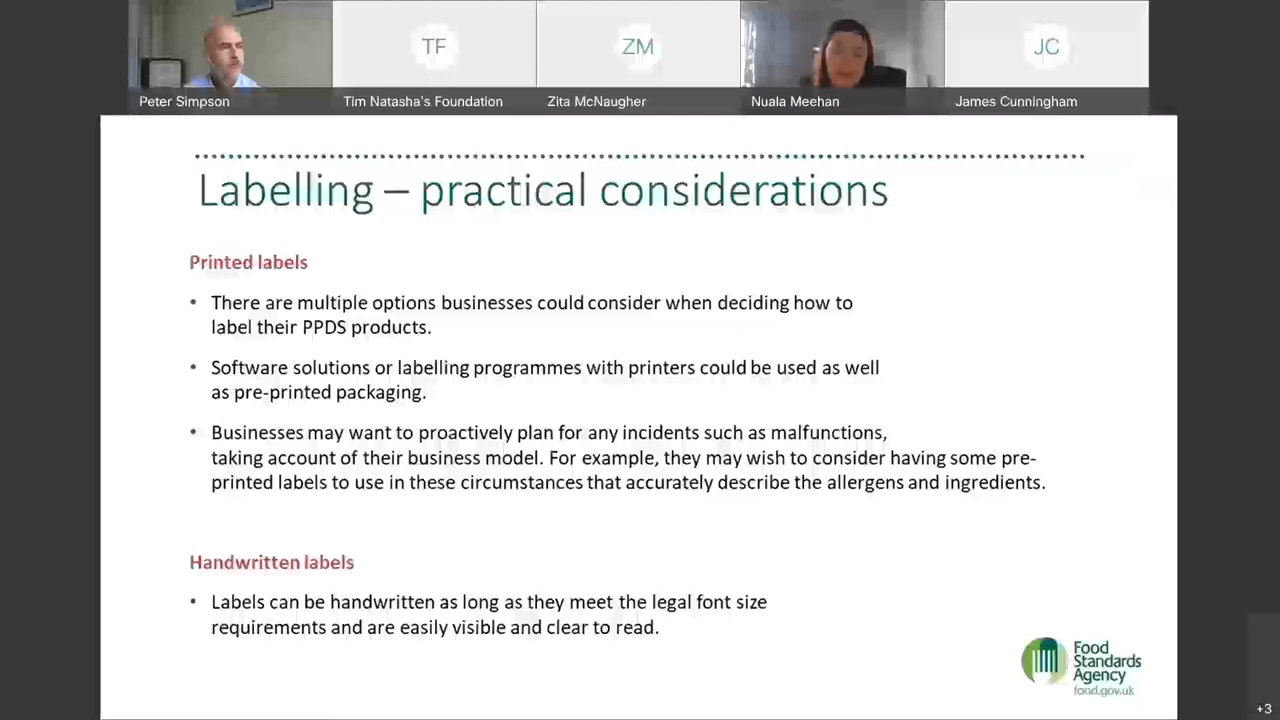 TF
ZM
JC
Peter Simpson
Tim Natasha's Foundation
Zita McNaugher
Nuala Meehan
James Cunningham
Labelling – practical considerations
Printed labels
• There are multiple options businesses could consider when deciding how to
label their PPDS products.
• Software solutions or labelling programmes with printers could be used as well
as pre-printed packaging.
• Businesses may want to proactively plan for any incidents such as malfunctions,
taking account of their business model. For example, they may wish to consider having some pre-
printed labels to use in these circumstances that accurately describe the allergens and ingredients.
Handwritten labels
• Labels can be handwritten as long as they meet the legal font size
requirements and are easily visible and clear to read.
Food
Standards
Agency
food.gov.uk
+3